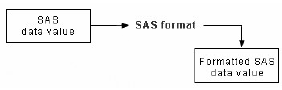 SAS
data value
SAS format
Formatted SAS
data value